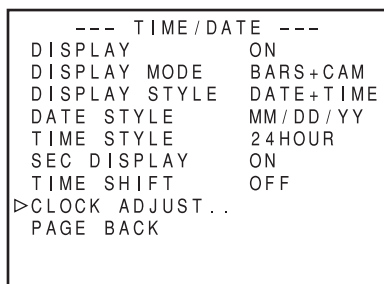 --- TIME/DATE ---
DISPLAY ON
DISPLAY MODE BARS+CAM
DISPLAY STYLE DATE+TIME
DATE STYLE MM/DD/YY
TIME STYLE 24HOUR
SEC DISPLAY ON
TIME SHIFT OFF
▷CLOCK ADJUST..
PAGE BACK